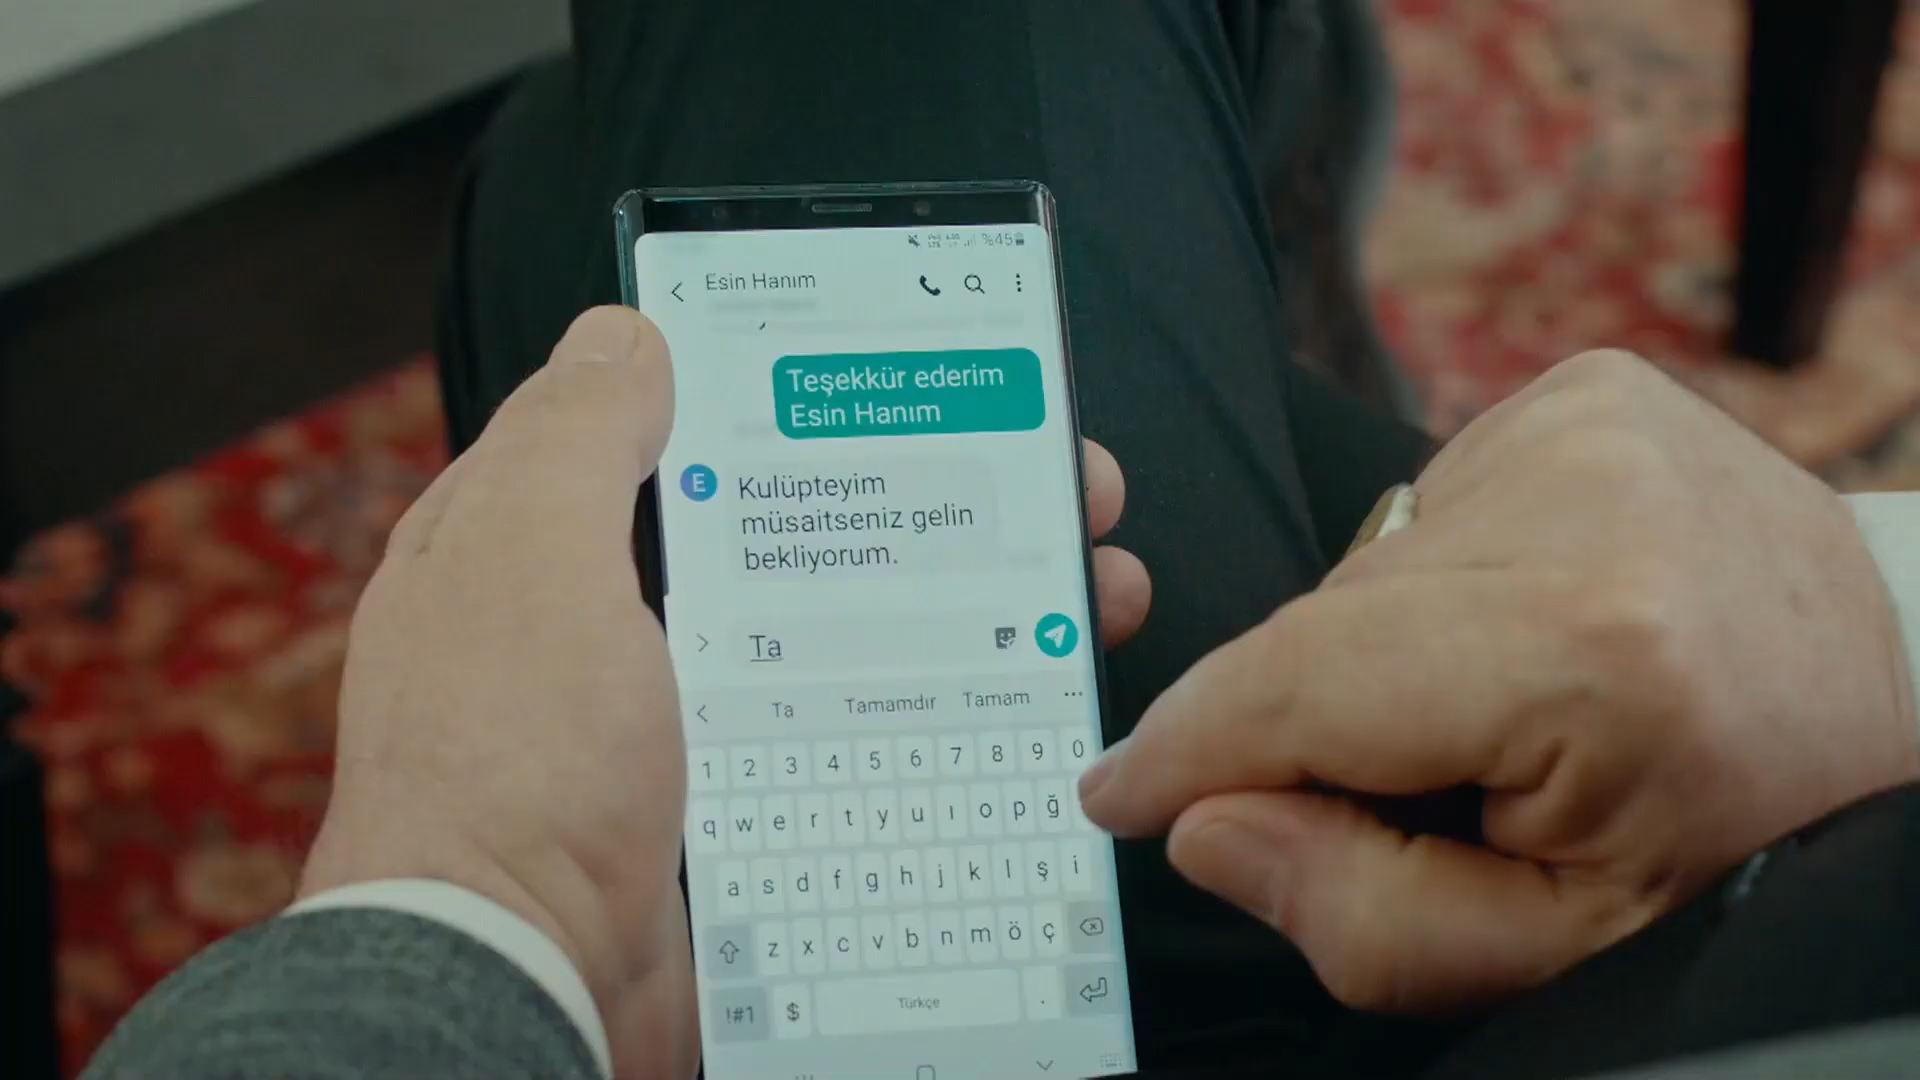 %45
Esin Hanım
Teşekkür ederim
Esin Hanım
E
Kulüpteyim
müsaitseniz gelin
bekliyorum.
Ta
Ta Tamamdır Tamam
1 2 3 4 5 6 7 8 9 0
q w e r t y u ı o p ğ
a s d f g h j k l ş i
z x c v b n m ö ç
!#1 $ Türkçe .